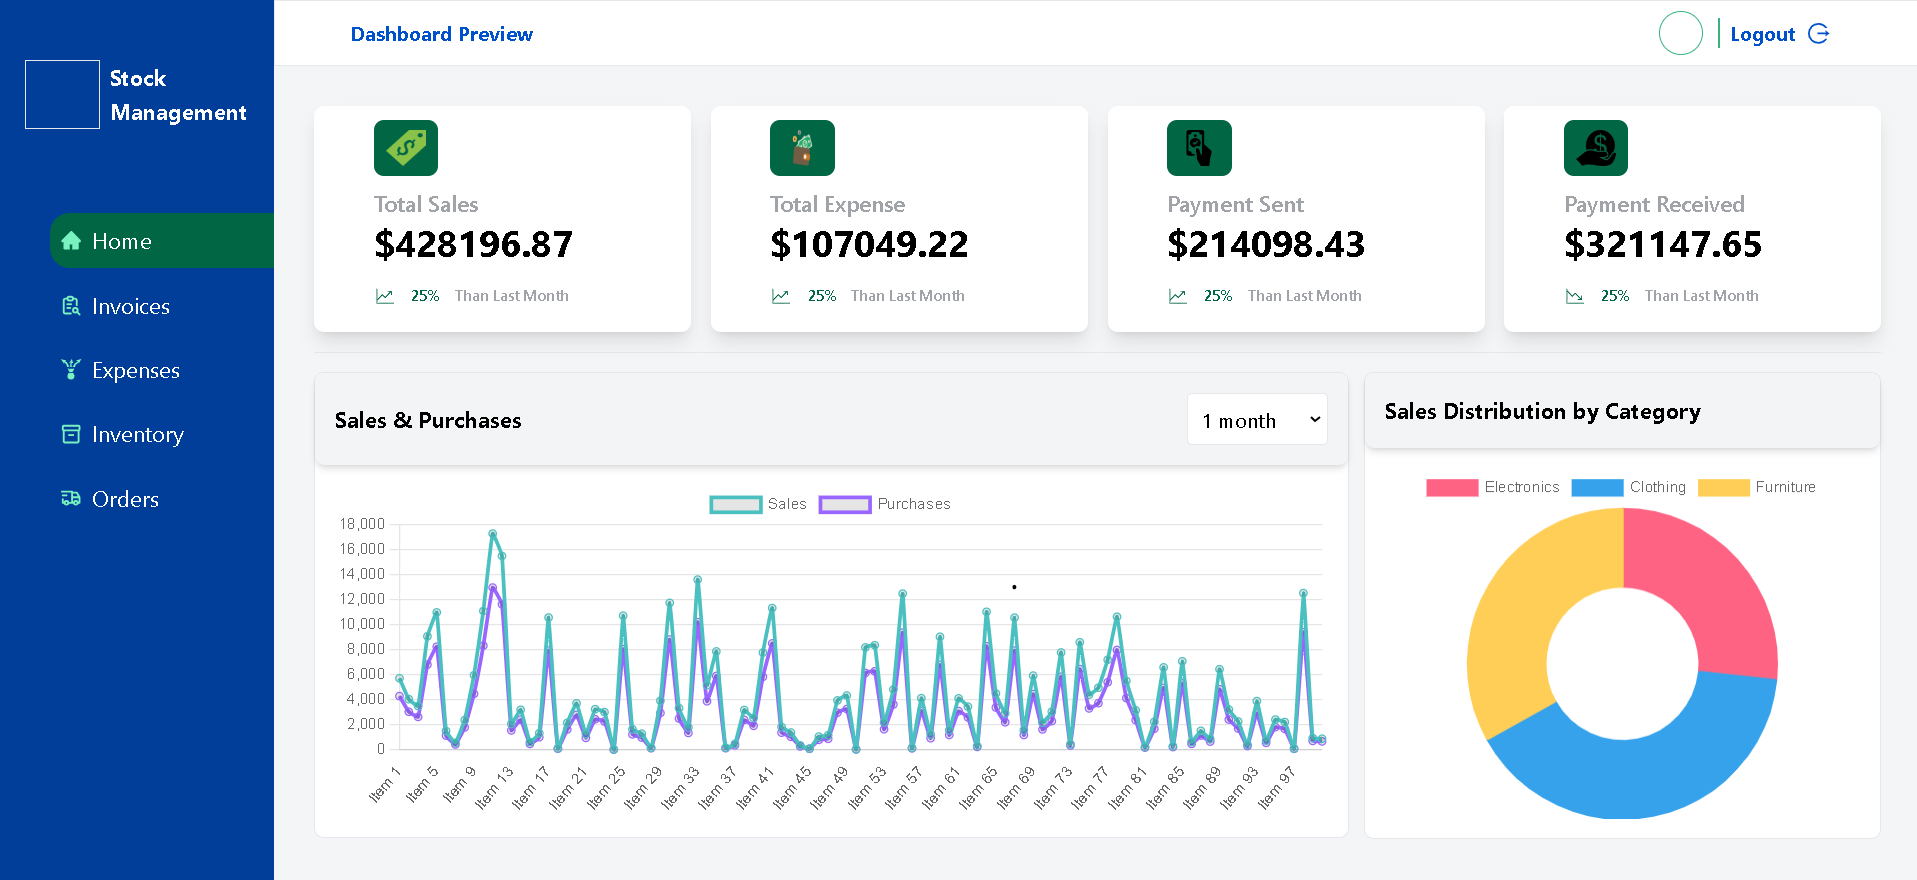 Stock
Management
Home
Invoices
Expenses
Inventory
Orders
Dashboard Preview
Logout
Total Sales
$428196.87
25% Than Last Month
Total Expense
$107049.22
25% Than Last Month
Payment Sent
$214098.43
25% Than Last Month
Payment Received
$321147.65
25% Than Last Month
Sales & Purchases
1 month
Sales Purchases
18,000
16,000
14,000
12,000
10,000
8,000
6,000
4,000
2,000
0
Item 1
Item 5
Item 9
Item 13
Item 17
Item 21
Item 25
Item 29
Item 33
Item 37
Item 41
Item 45
Item 49
Item 53
Item 57
Item 61
Item 65
Item 69
Item 73
Item 77
Item 81
Item 85
Item 89
Item 93
Item 97
Sales Distribution by Category
Electronics Clothing Furniture